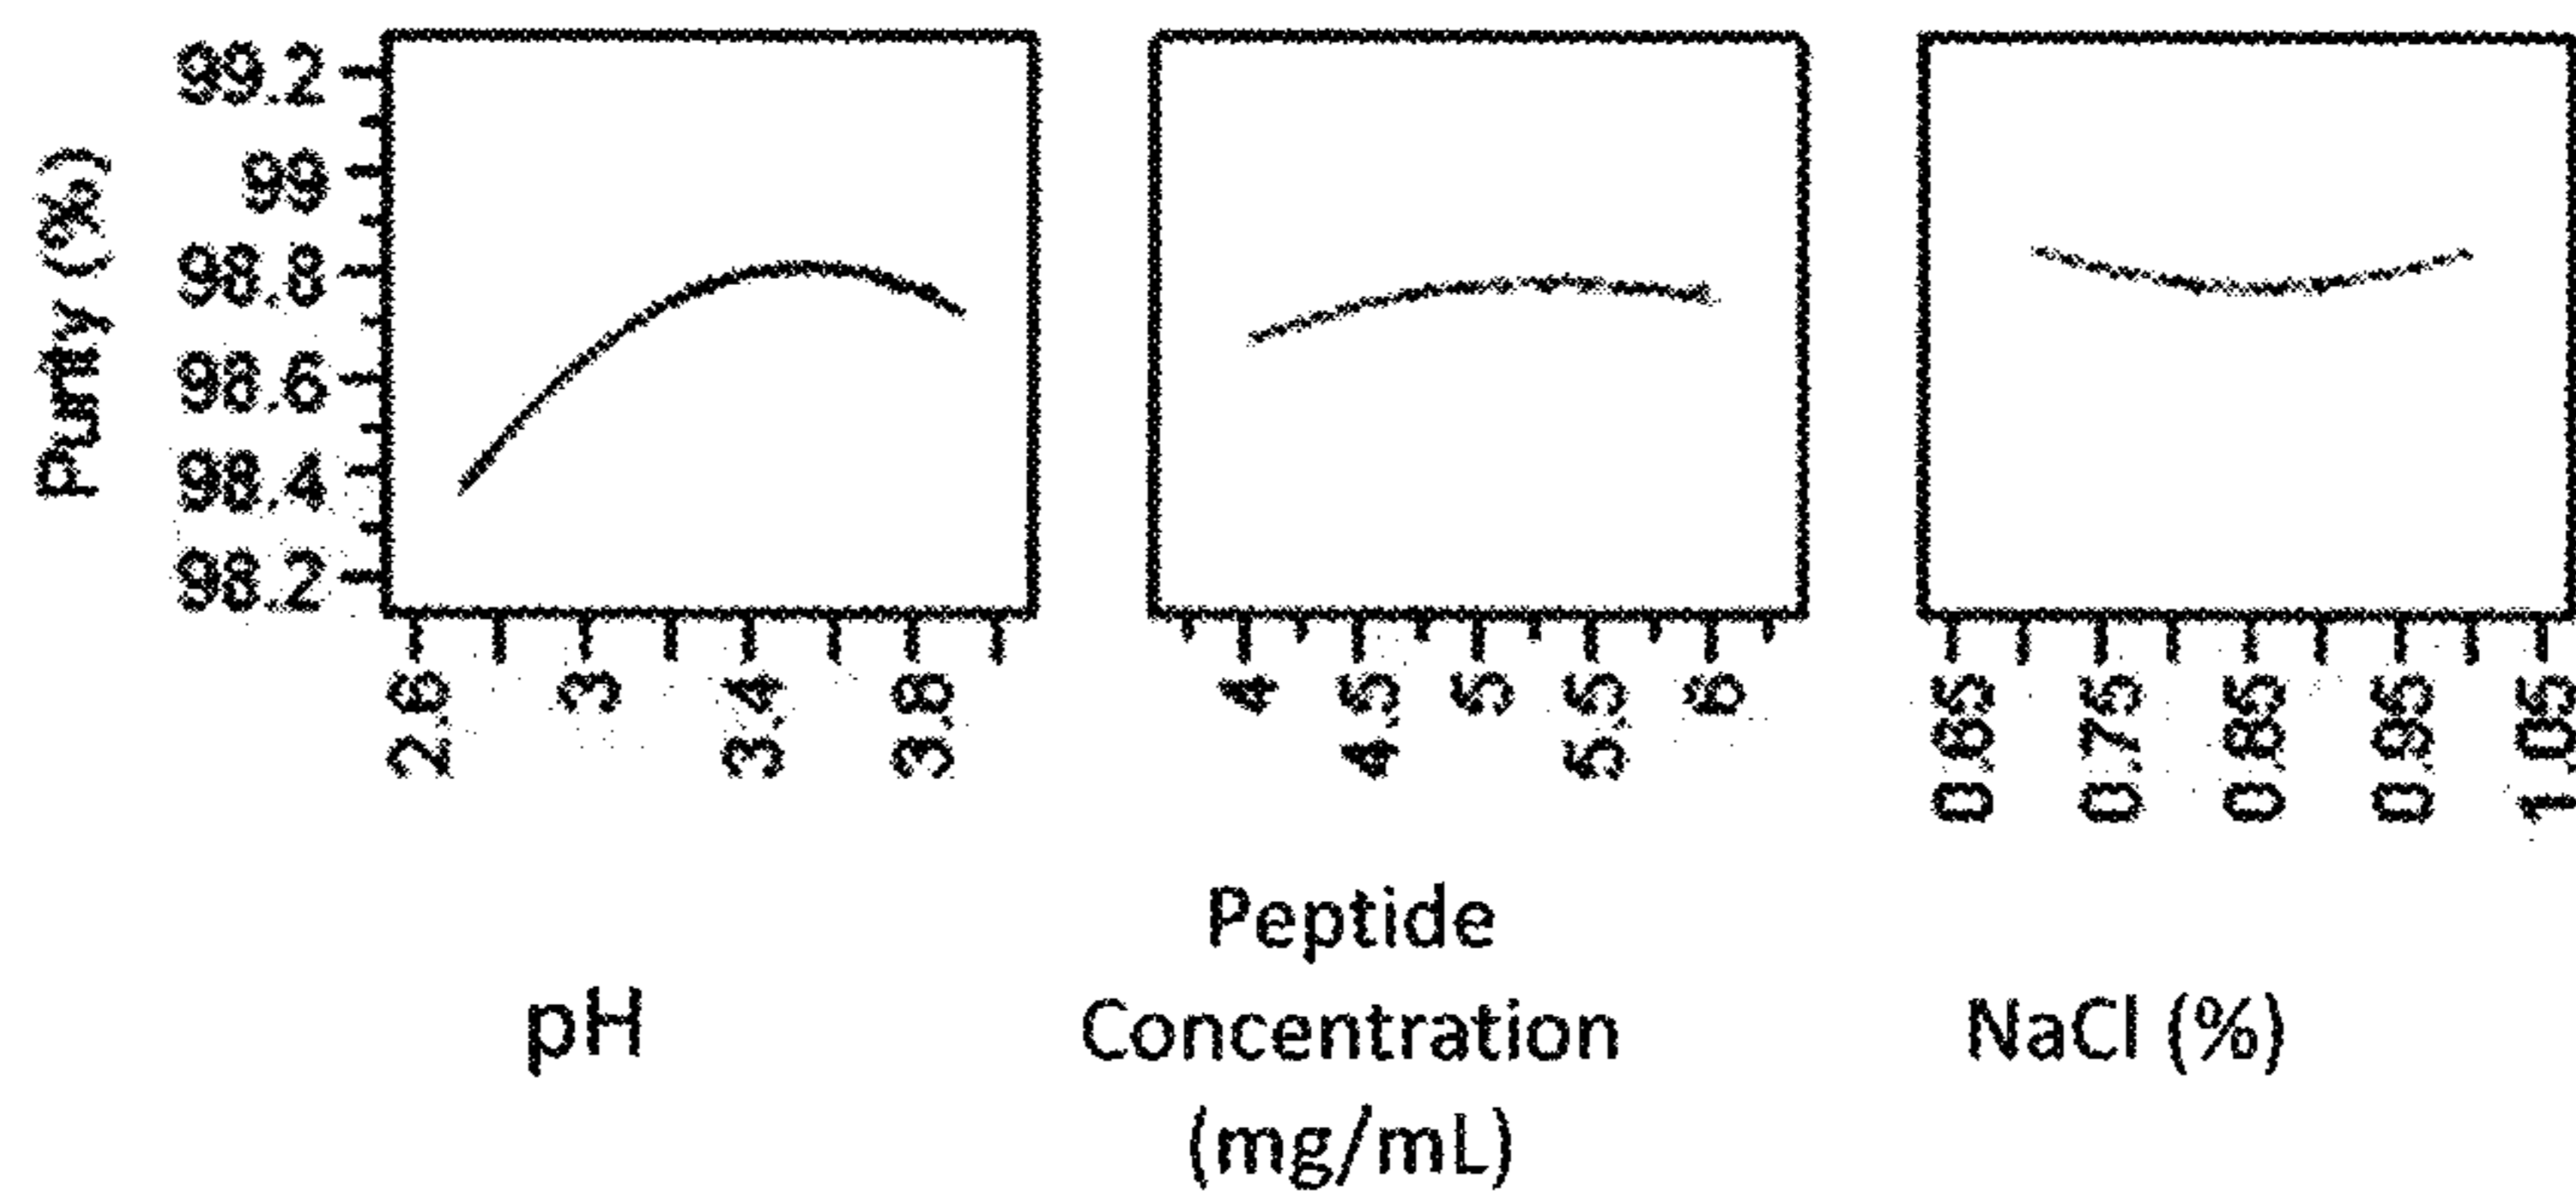 Purity (%)
99.2
99
98.8
98.6
98.4
98.2
2.6 3 3.4 3.8
4 4.5 5 5.5 6
0.65 0.75 0.85 0.95 1.05
pH
Peptide
Concentration
(mg/mL)
NaCl (%)